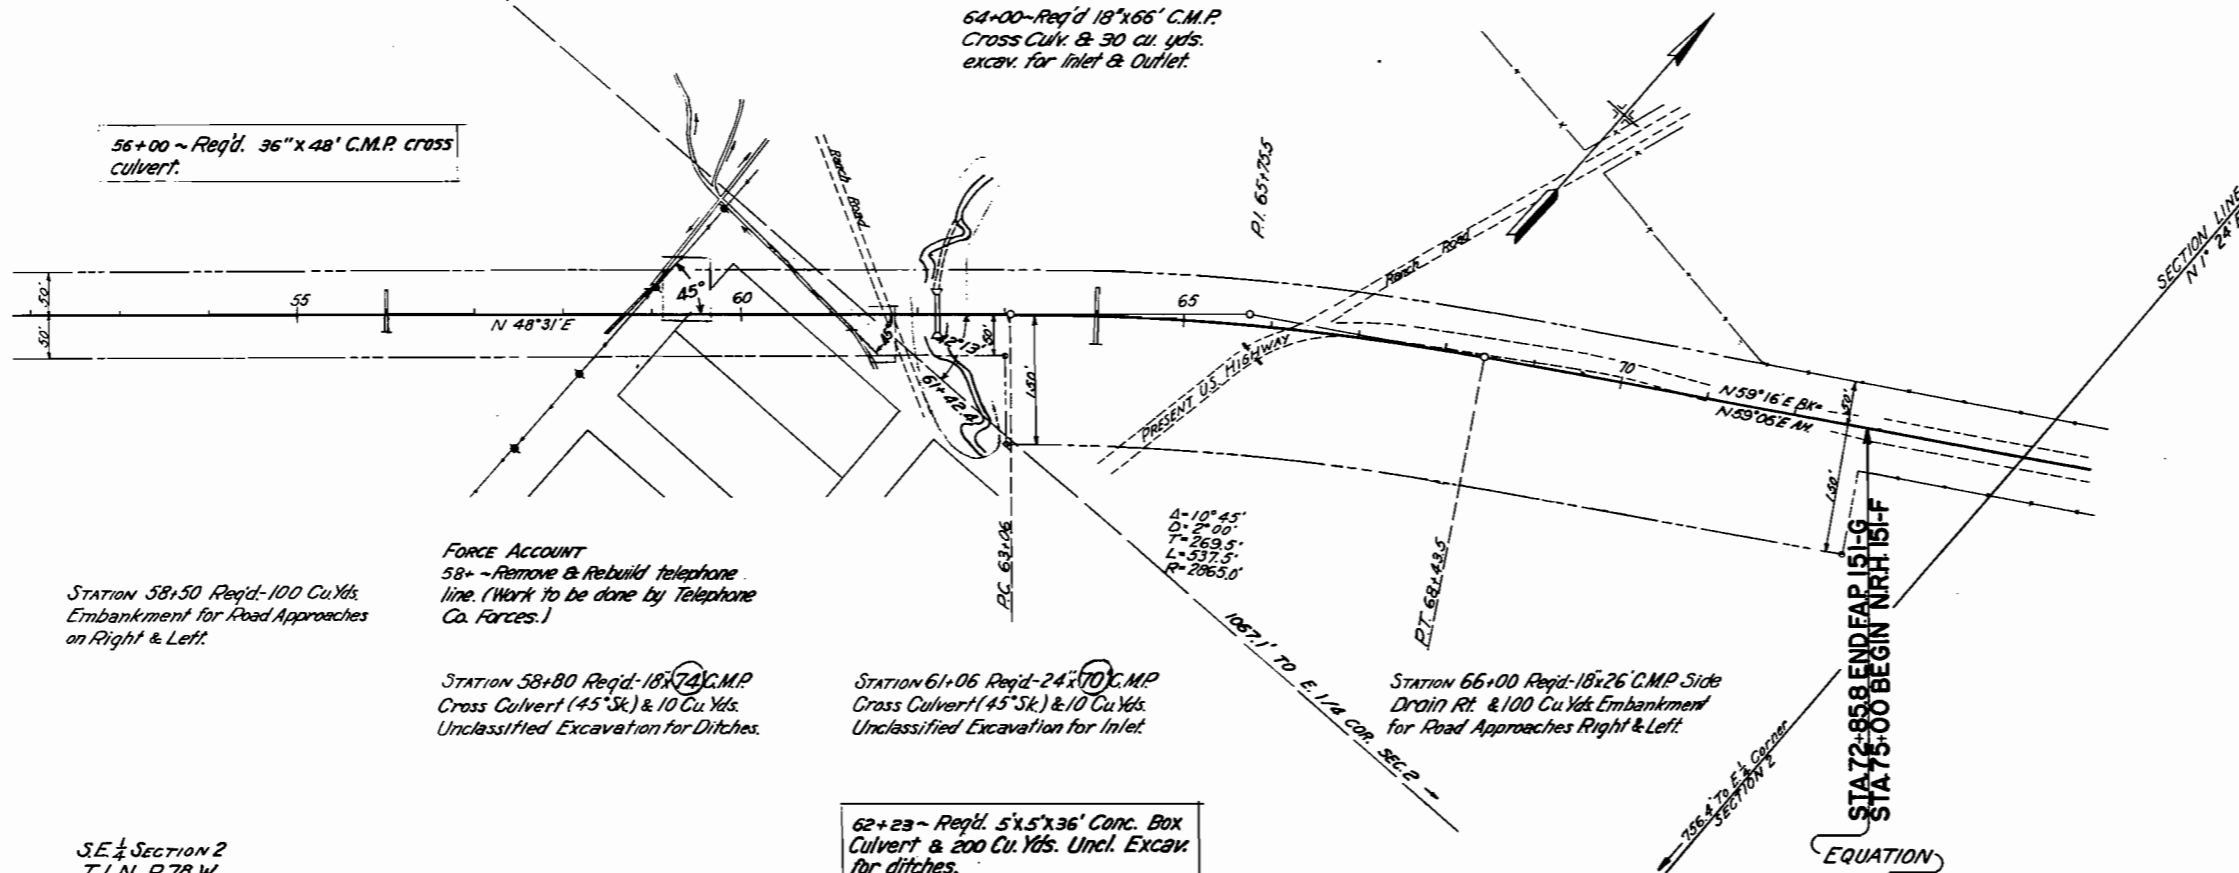 64+00~Req'd 18"x66' C.M.P.
Cross Culv. & 30 cu. yds.
excav. for Inlet & Outlet.
56+00 ~ Req'd. 36" x 48' C.M.P. cross
culvert.
Ranch Road
P.I. 65+75.5
Ranch Road
SECTION LINE
N 1° 24'
50'
50'
55
N 48°31'E
45°
60
45°
42°13'
50'
61+42.4
150'
65
PRESENT U.S. HIGHWAY
70
N 59°16'E BK=
N 59°06'E AH.
50'
150'
Δ=10°45'
D=2°00'
T=269.5'
L=537.5'
R=2865.0'
P.C. 63+06
P.T. 68+43.5
1067.1' TO E. 1/4 COR. SEC. 2
STA. 72+85.8 END F.A.P. 151-G
STA. 75+00 BEGIN N.R.H. 151-F
EQUATION
756.4' To E. ¼ Corner
SECTION 2
STATION 58+50 Req'd-100 Cu.Yds.
Embankment for Road Approaches
on Right & Left.
FORCE ACCOUNT
58+ ~Remove & Rebuild telephone
line. (Work to be done by Telephone
Co. Forces.)
STATION 58+80 Req'd-18"x74' C.M.P.
Cross Culvert (45°Sk.) & 10 Cu. Yds.
Unclassified Excavation for Ditches.
STATION 61+06 Req'd-24"x70' C.M.P.
Cross Culvert (45°Sk.) & 10 Cu.Yds.
Unclassified Excavation for Inlet.
STATION 66+00 Req'd-18"x26' C.M.P. Side
Drain Rt. & 100 Cu.Yds. Embankment
for Road Approaches Right & Left.
62+23~ Req'd. 5'x5'x36' Conc. Box
Culvert & 200 Cu. Yds. Uncl. Excav.
for ditches.
S.E. ¼ SECTION 2
T.1 N. R.78 W.